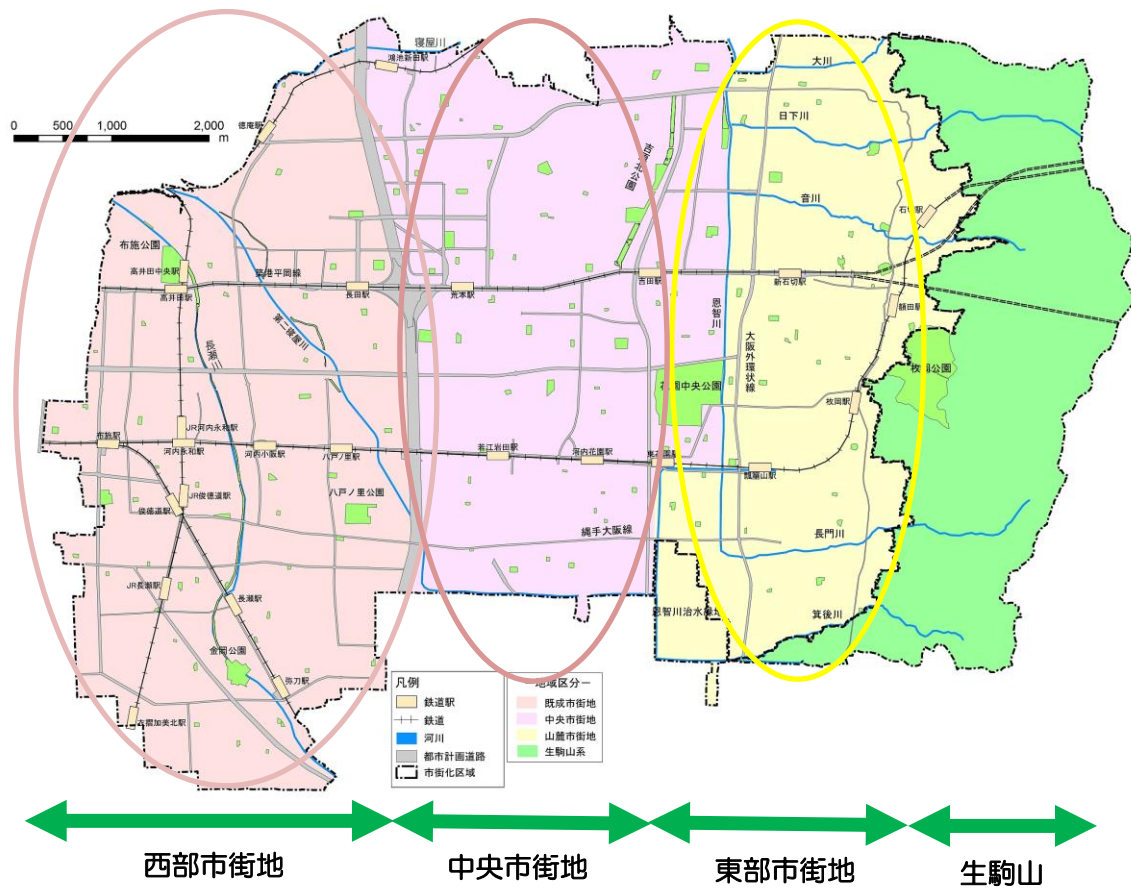 寝屋川
鴻池新田駅
大川
0 500 1,000 2,000 m
徳庵駅
日下川
吉田北公園
音川
石切駅
布施公園
高井田中央駅
築港平岡線
高井田駅
長田駅
荒本駅
吉田駅
新石切駅
額田駅
恩智川
大阪外環状線
第二寝屋川
長瀬川
花園中央公園
枚岡公園
枚岡駅
JR河内永和駅
布施駅
河内永和駅
河内小阪駅
八戸ノ里駅
若江岩田駅
河内花園駅
東花園駅
瓢箪山駅
JR俊徳道駅
俊徳道駅
八戸ノ里公園
縄手大阪線
長門川
JR長瀬駅
長瀬駅
恩智川治水緑地
箕後川
金岡公園
弥刀駅
衣摺加美北駅
凡例
鉄道駅
鉄道
河川
都市計画道路
市街化区域
地域区分ー
既成市街地
中央市街地
山麓市街地
生駒山系
西部市街地
中央市街地
東部市街地
生駒山